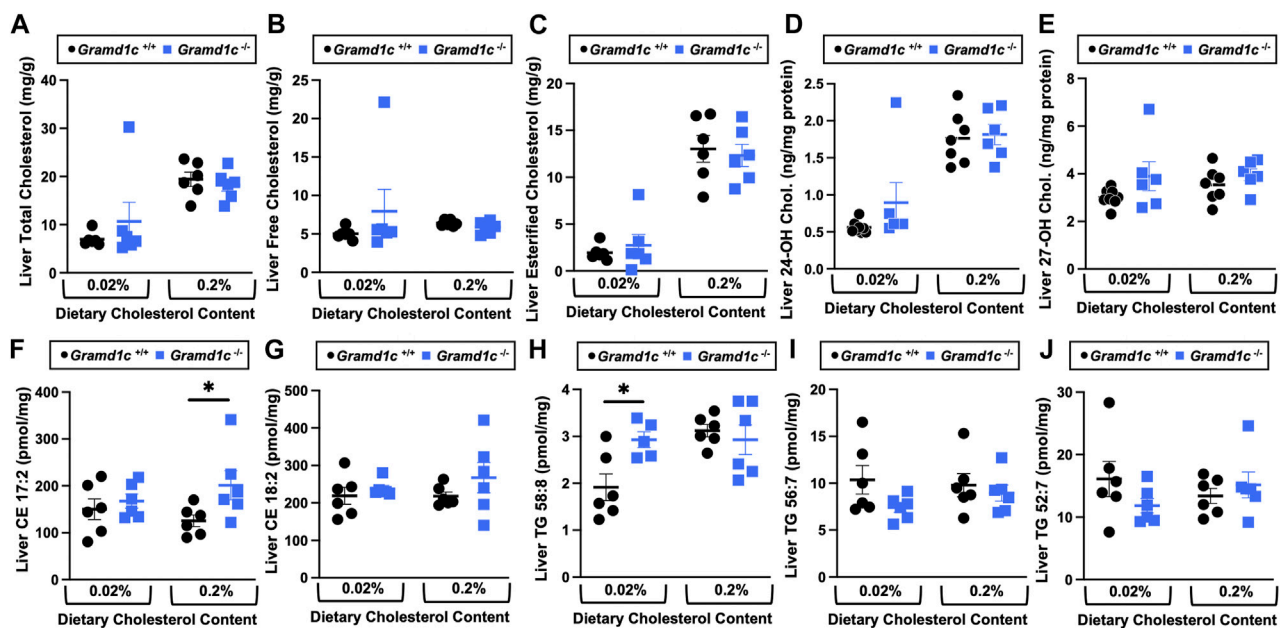 A
Gramd1c +/+ Gramd1c -/-
Liver Total Cholesterol (mg/g)
40
30
20
10
0
0.02% 0.2%
Dietary Cholesterol Content
B
Gramd1c +/+ Gramd1c -/-
Liver Free Cholesterol (mg/g)
25
20
15
10
5
0
0.02% 0.2%
Dietary Cholesterol Content
C
Gramd1c +/+ Gramd1c -/-
Liver Esterified Cholesterol (mg/g)
20
15
10
5
0
0.02% 0.2%
Dietary Cholesterol Content
D
Gramd1c +/+ Gramd1c -/-
Liver 24-OH Chol. (ng/mg protein)
2.5
2.0
1.5
1.0
0.5
0.0
0.02% 0.2%
Dietary Cholesterol Content
E
Gramd1c +/+ Gramd1c -/-
Liver 27-OH Chol. (ng/mg protein)
8
6
4
2
0
0.02% 0.2%
Dietary Cholesterol Content
F
Gramd1c +/+ Gramd1c -/-
Liver CE 17:2 (pmol/mg)
400
300
200
100
0
*
0.02% 0.2%
Dietary Cholesterol Content
G
Gramd1c +/+ Gramd1c -/-
Liver CE 18:2 (pmol/mg)
500
400
300
200
100
0
0.02% 0.2%
Dietary Cholesterol Content
H
Gramd1c +/+ Gramd1c -/-
Liver TG 58:8 (pmol/mg)
4
3
2
1
0
*
0.02% 0.2%
Dietary Cholesterol Content
I
Gramd1c +/+ Gramd1c -/-
Liver TG 56:7 (pmol/mg)
20
15
10
5
0
0.02% 0.2%
Dietary Cholesterol Content
J
Gramd1c +/+ Gramd1c -/-
Liver TG 52:7 (pmol/mg)
30
20
10
0
0.02% 0.2%
Dietary Cholesterol Content